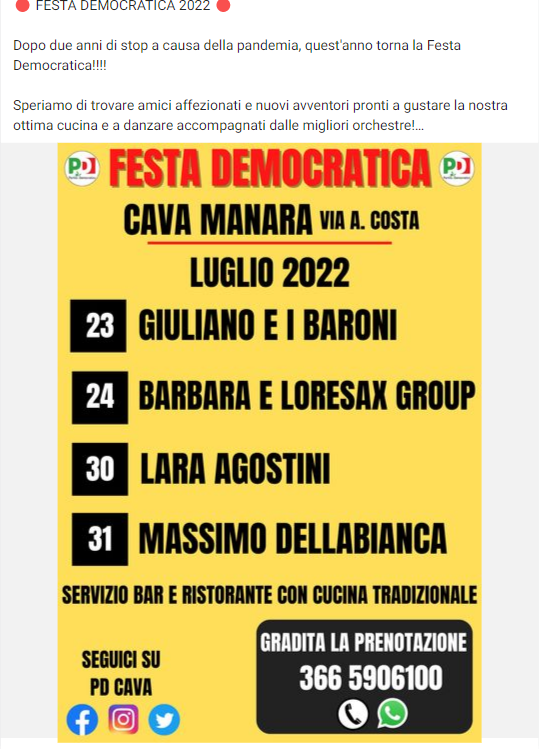 🔴 FESTA DEMOCRATICA 2022 🔴
Dopo due anni di stop a causa della pandemia, quest'anno torna la Festa
Democratica!!!!
Speriamo di trovare amici affezionati e nuovi avventori pronti a gustare la nostra
ottima cucina e a danzare accompagnati dalle migliori orchestre!...
PD FESTA DEMOCRATICA PD
CAVA MANARA VIA A. COSTA
LUGLIO 2022
23 GIULIANO E I BARONI
24 BARBARA E LORESAX GROUP
30 LARA AGOSTINI
31 MASSIMO DELLABIANCA
SERVIZIO BAR E RISTORANTE CON CUCINA TRADIZIONALE
SEGUICI SU
PD CAVA
GRADITA LA PRENOTAZIONE
366 5906100